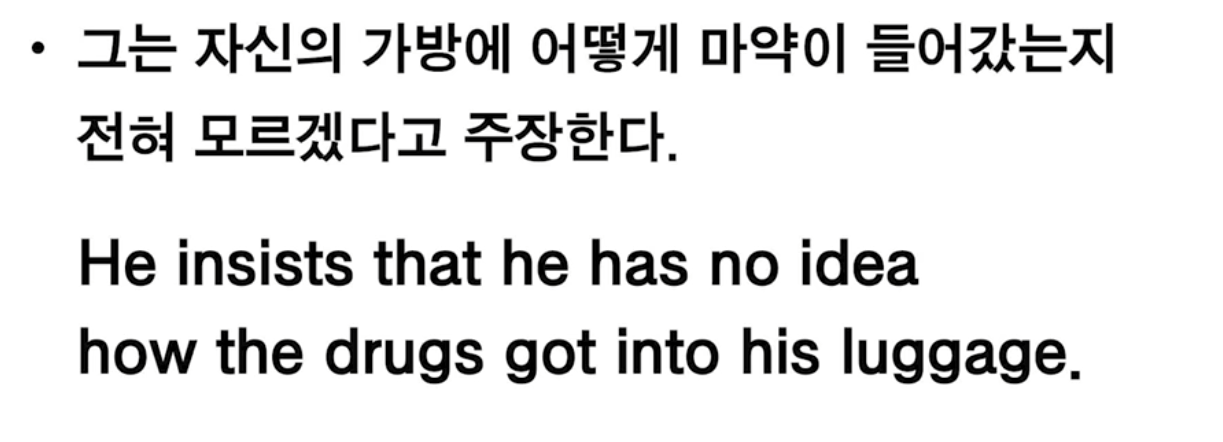 • 그는 자신의 가방에 어떻게 마약이 들어갔는지
전혀 모르겠다고 주장한다.
He insists that he has no idea
how the drugs got into his luggage.